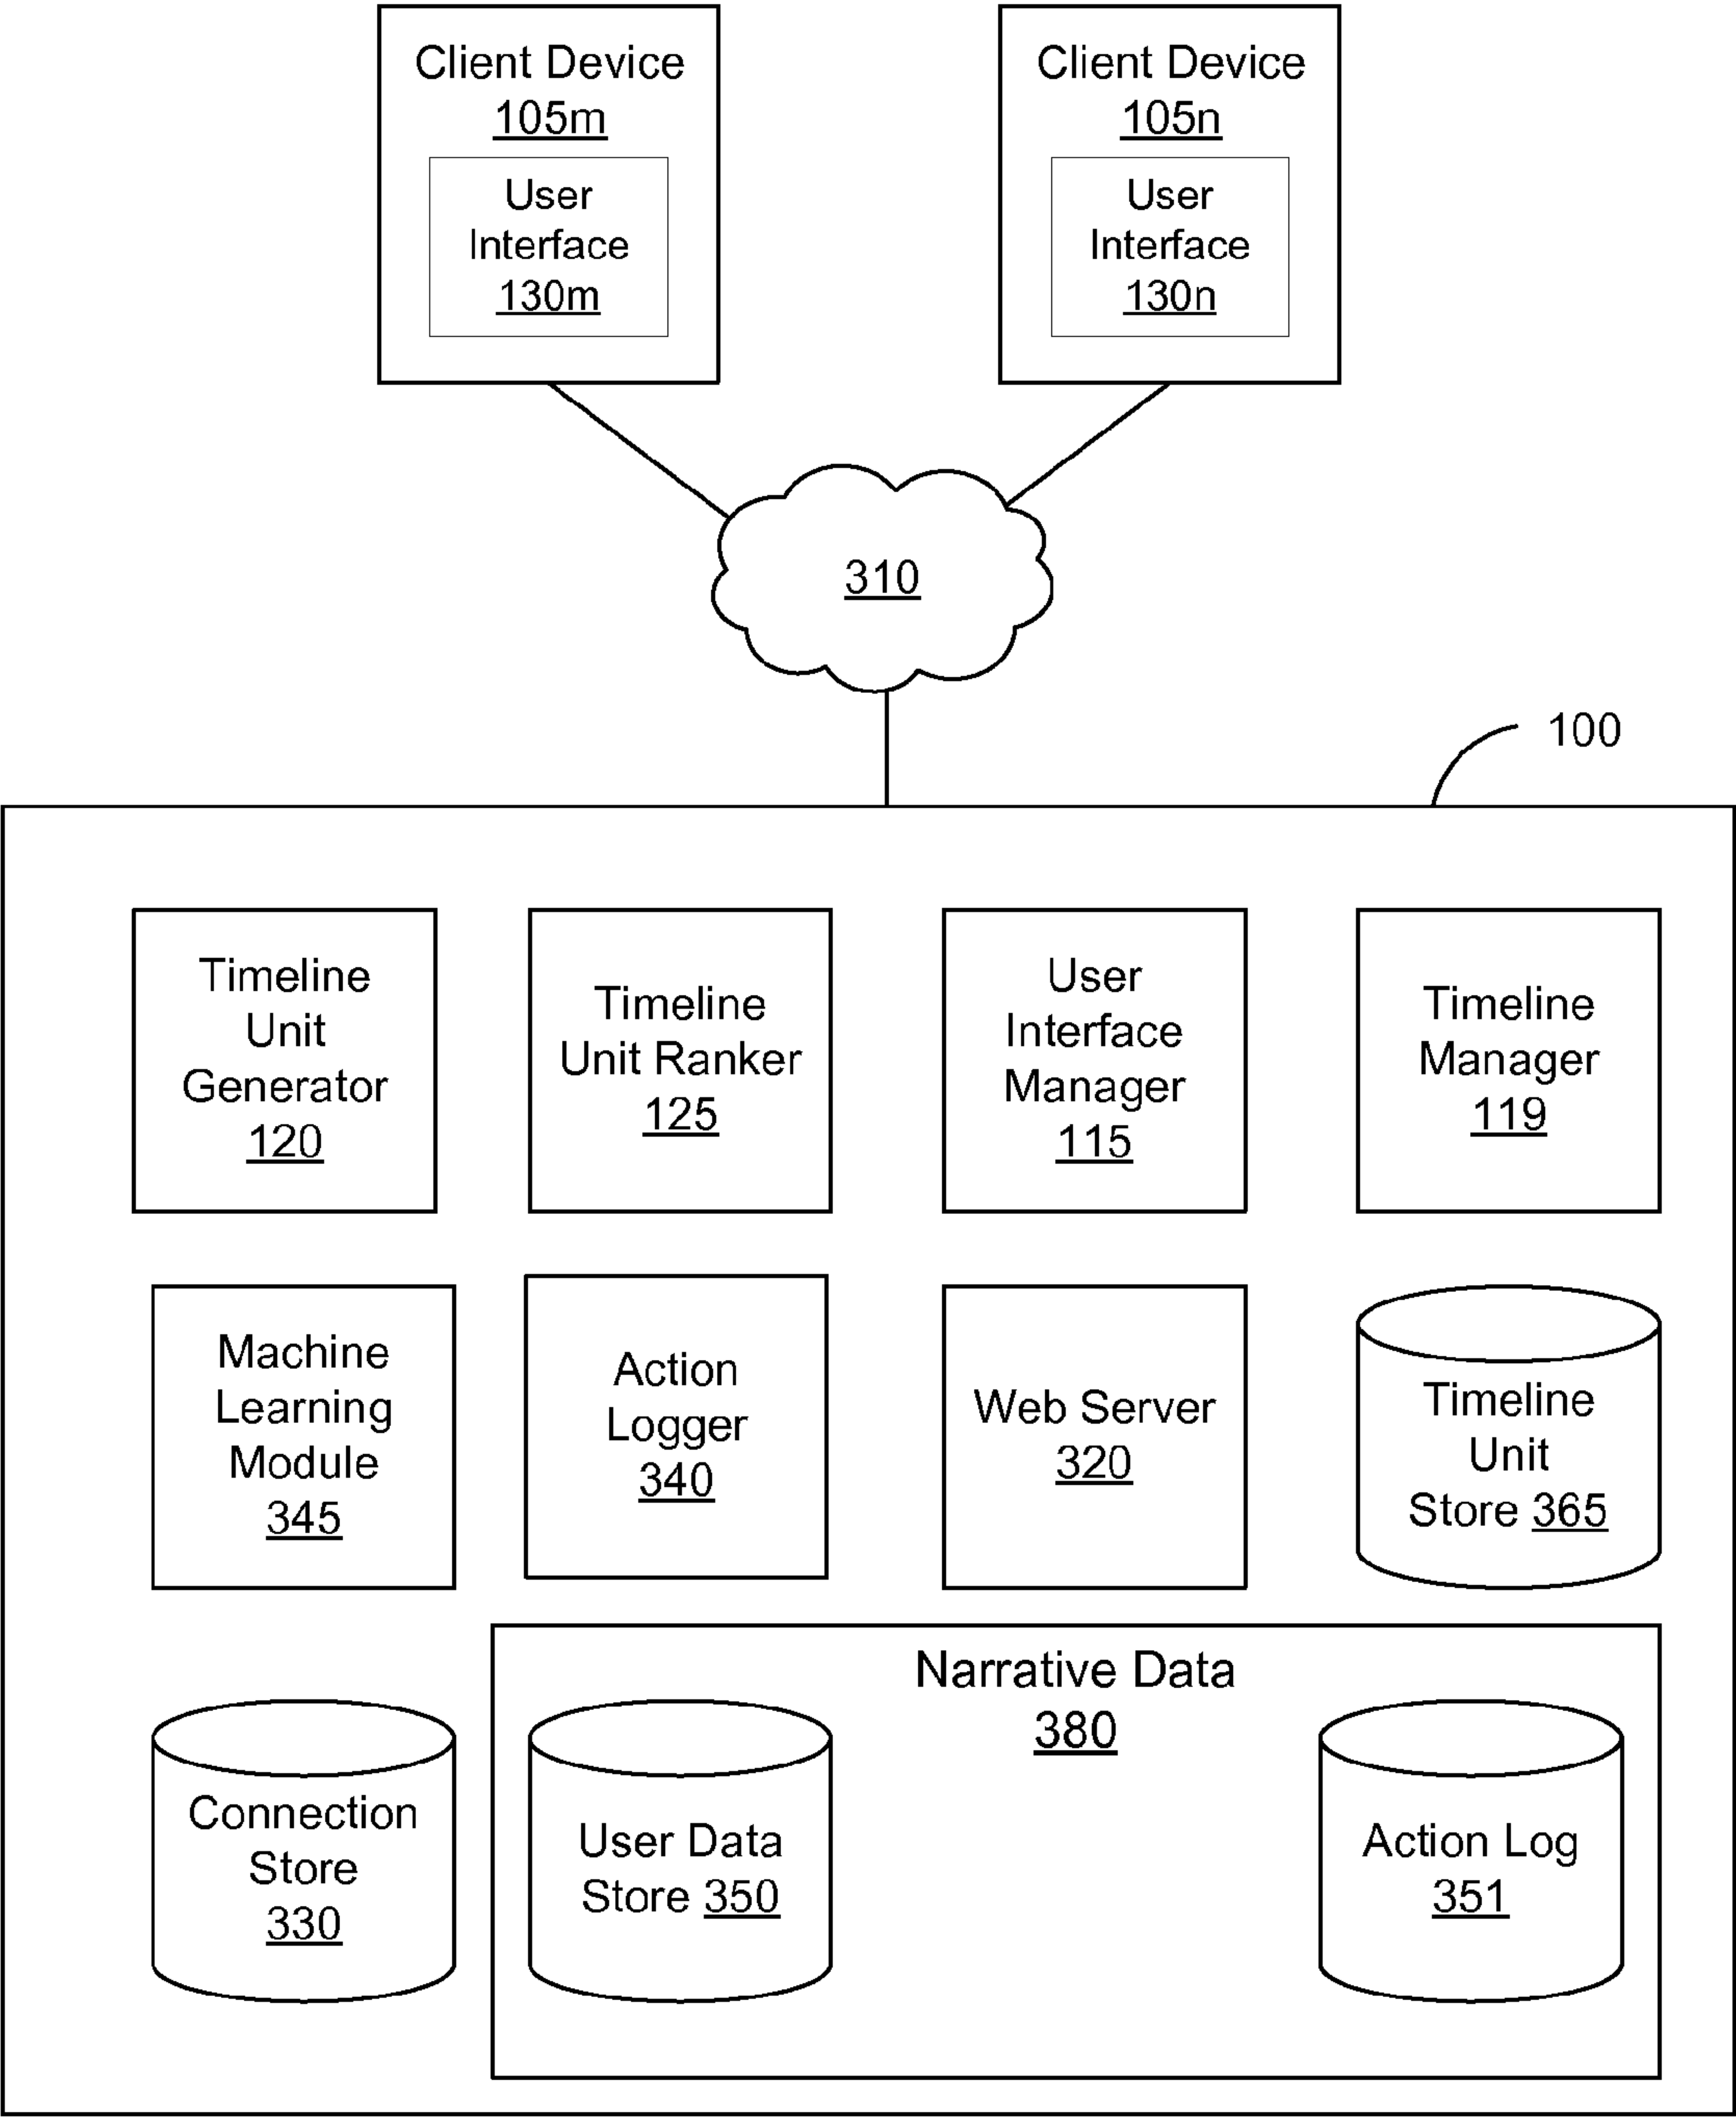 Client Device
105m
User
Interface
130m
Client Device
105n
User
Interface
130n
310
100
Timeline
Unit
Generator
120
Timeline
Unit Ranker
125
User
Interface
Manager
115
Timeline
Manager
119
Machine
Learning
Module
345
Action
Logger
340
Web Server
320
Timeline
Unit
Store 365
Connection
Store
330
Narrative Data
380
User Data
Store 350
Action Log
351